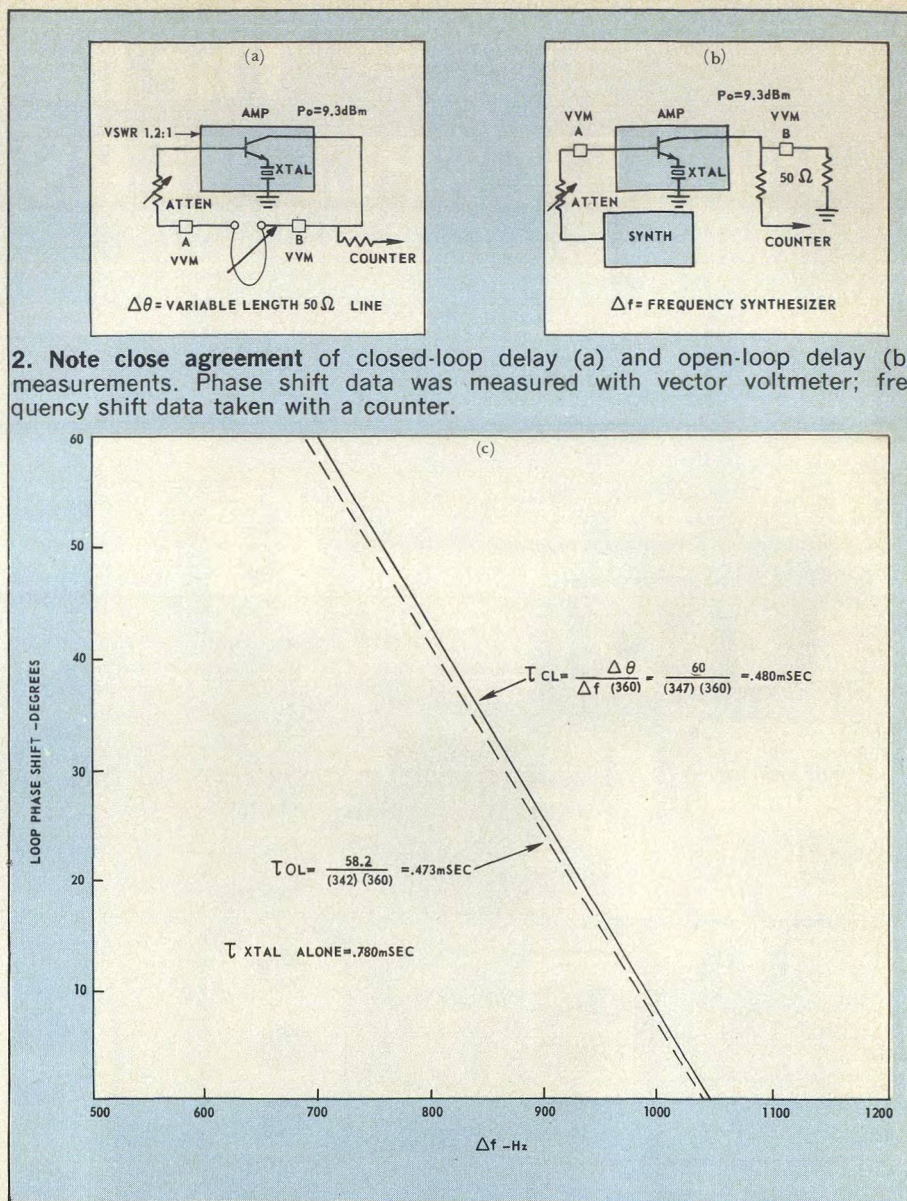 (a)
AMP
Po=9.3dBm
VSWR 1.2:1
XTAL
ATTEN
A
VVM
B
VVM
COUNTER
Δθ = VARIABLE LENGTH 50 Ω LINE
(b)
Po=9.3dBm
VVM
A
AMP
VVM
B
XTAL
50 Ω
ATTEN
SYNTH
COUNTER
Δf = FREQUENCY SYNTHESIZER
2. Note close agreement of closed-loop delay (a) and open-loop delay (b
measurements. Phase shift data was measured with vector voltmeter; fre
quency shift data taken with a counter.
(c)
60
50
40
30
20
10
LOOP PHASE SHIFT -DEGREES
τ CL= Δθ / Δf (360) = 60 / (347) (360) =.480mSEC
τ OL= 58.2 / (342) (360) =.473mSEC
τ XTAL ALONE=.780mSEC
500 600 700 800 900 1000 1100 1200
Δf -Hz